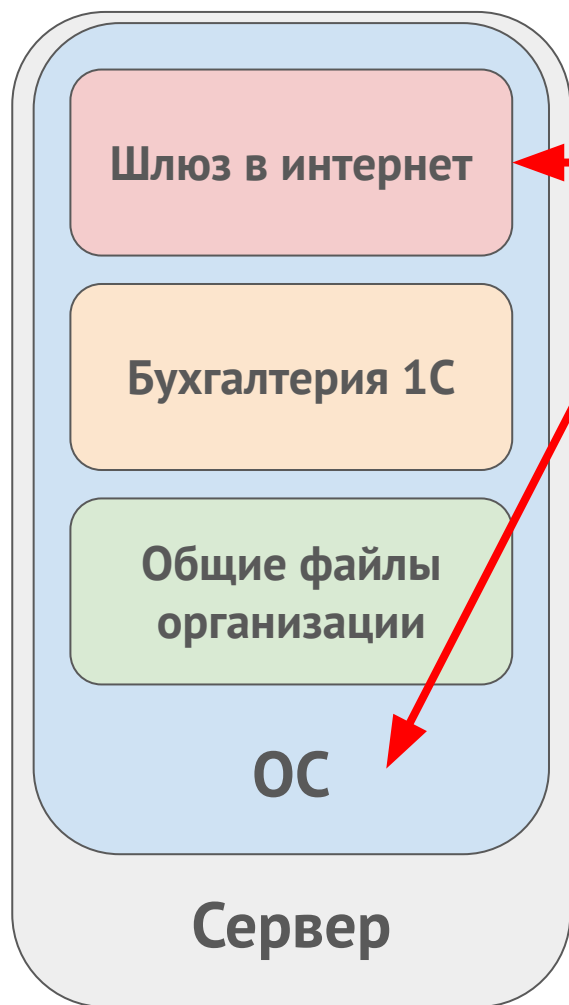 Шлюз в интернет
Бухгалтерия 1С
Общие файлы
организации
ОС
Сервер